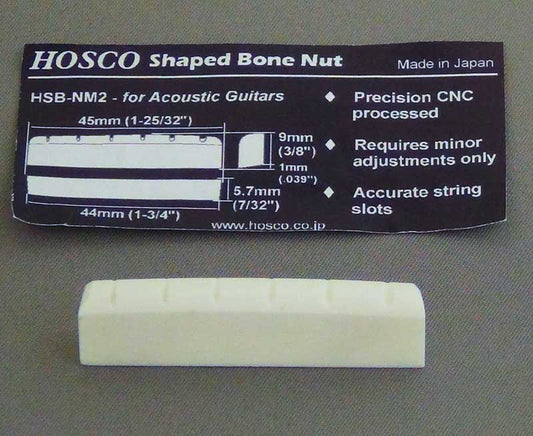 HOSCO Shaped Bone Nut
Made in Japan
HSB-NM2 - for Acoustic Guitars
45mm (1-25/32")
9mm
(3/8")
1mm
(.039")
5.7mm
(7/32")
44mm (1-3/4")
◆ Precision CNC
processed
◆ Requires minor
adjustments only
◆ Accurate string
slots
www.hosco.co.jp